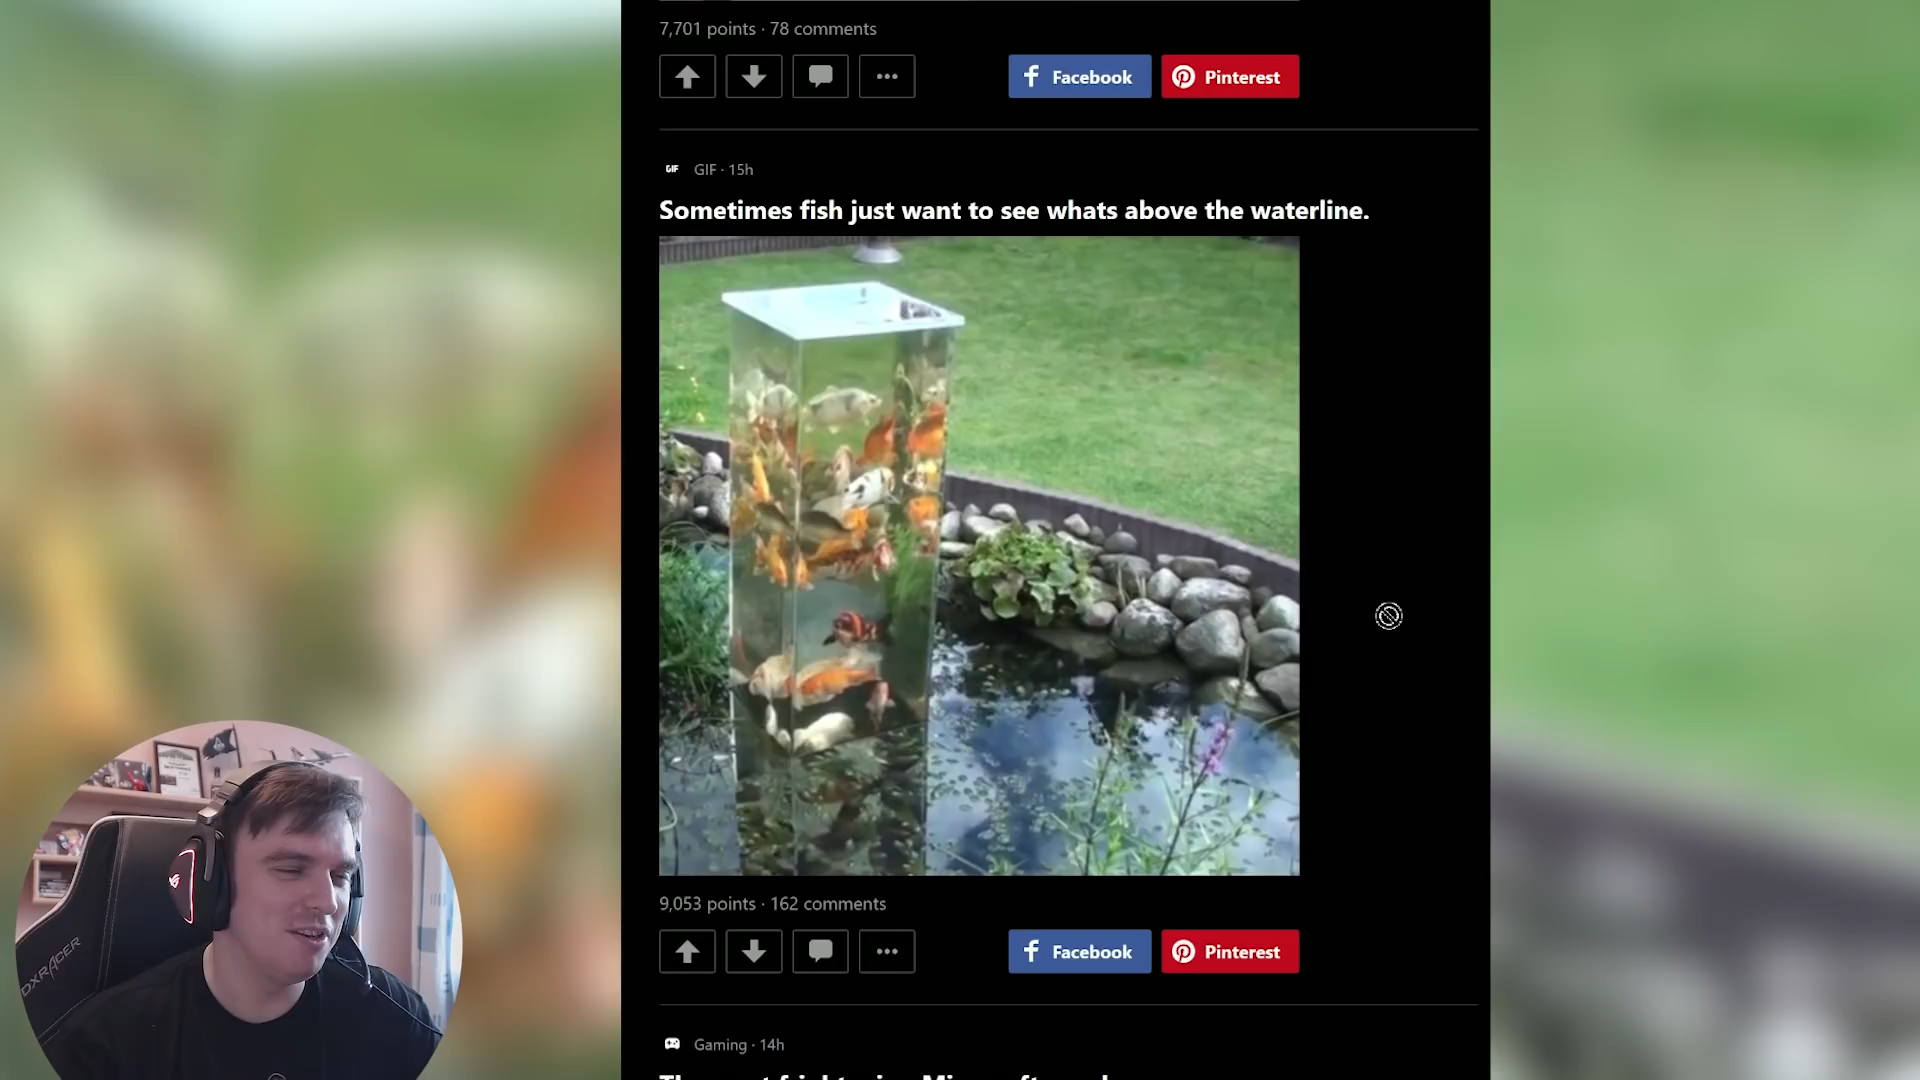 7,701 points · 78 comments
Facebook
Pinterest
GIF GIF · 15h
Sometimes fish just want to see whats above the waterline.
9,053 points · 162 comments
Facebook
Pinterest
DXRACER
Gaming · 14h